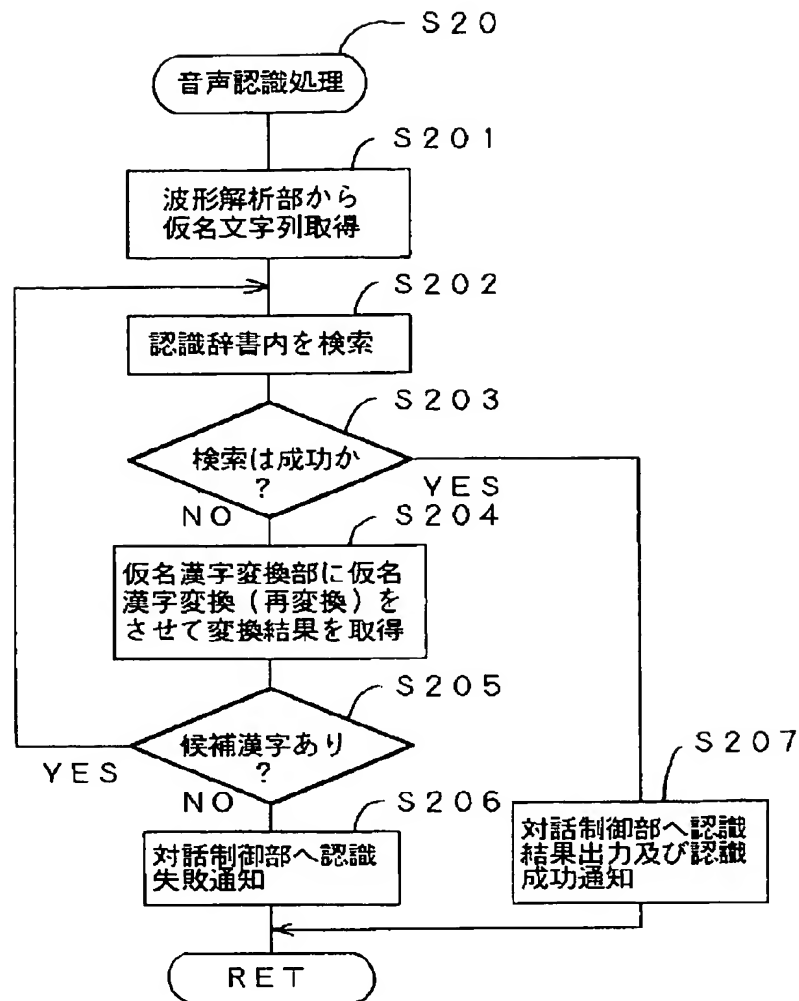 S20
音声認識処理
S201
波形解析部から
仮名文字列取得
S202
認識辞書内を検索
S203
検索は成功か
?
YES
NO
S204
仮名漢字変換部に仮名
漢字変換(再変換)を
させて変換結果を取得
S205
候補漢字あり
?
YES
NO
S206
対話制御部へ認識
失敗通知
S207
対話制御部へ認識
結果出力及び認識
成功通知
RET